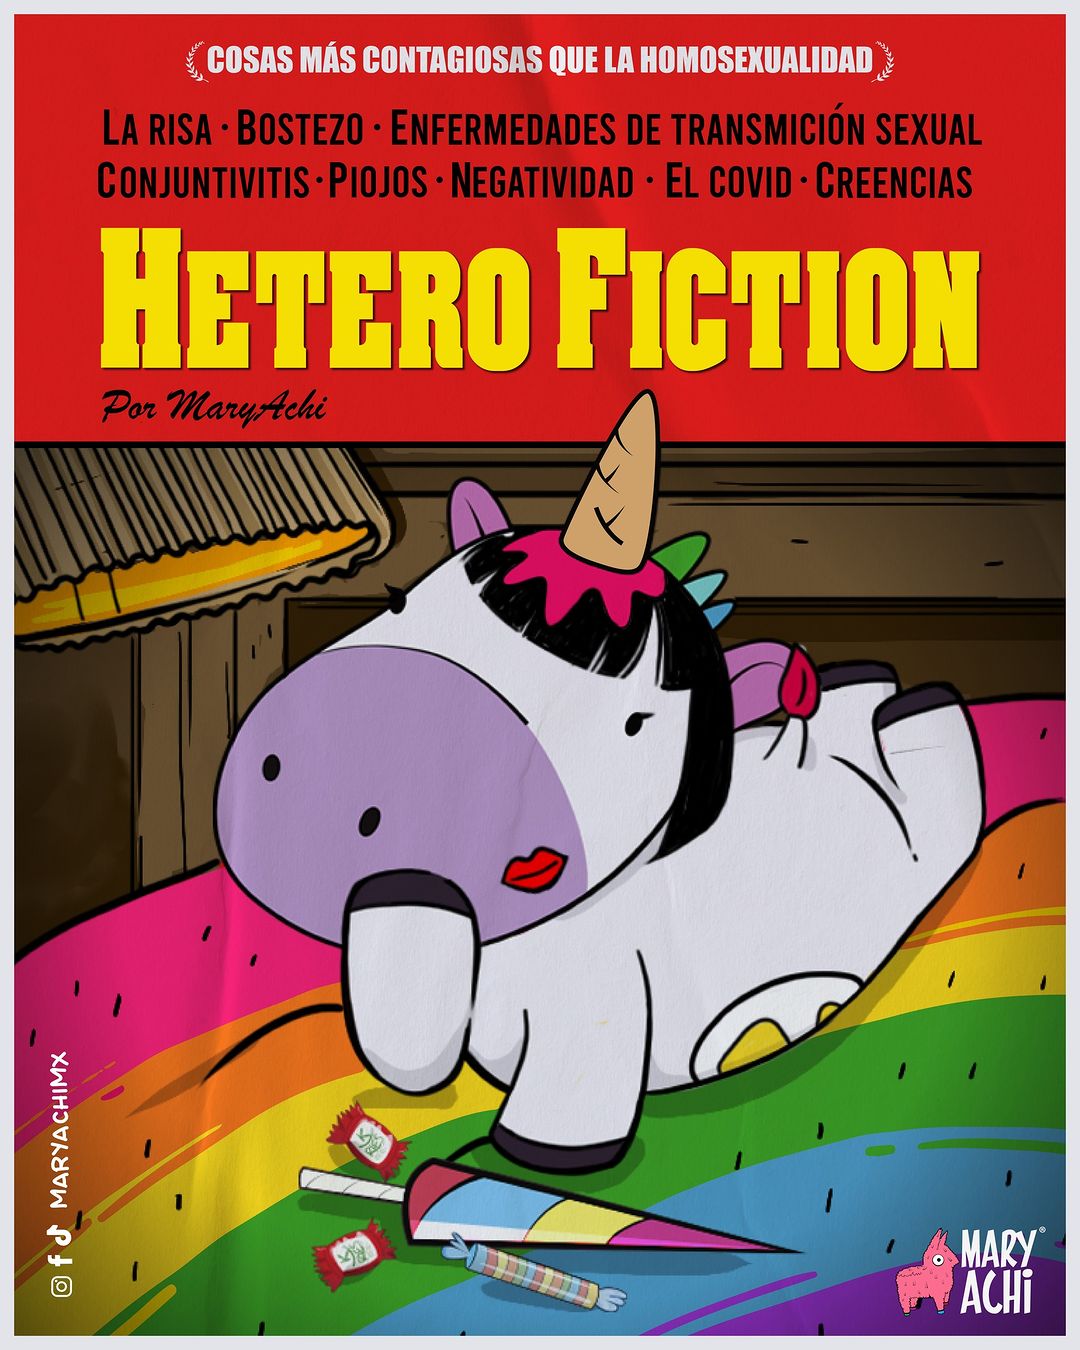 COSAS MÁS CONTAGIOSAS QUE LA HOMOSEXUALIDAD
LA RISA · BOSTEZO · ENFERMEDADES DE TRANSMICIÓN SEXUAL
CONJUNTIVITIS · PIOJOS · NEGATIVIDAD · EL COVID · CREENCIAS
HETERO FICTION
Por MaryAchi
MARYACHIMX
MARY ACHi®